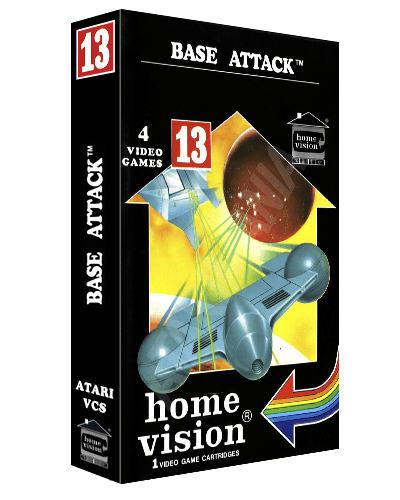 13
BASE ATTACK™
ATARI
VCS
home
vision
BASE ATTACK™
4
VIDEO
GAMES
13
home
vision
home
vision®
1 VIDEO GAME CARTRIDGES